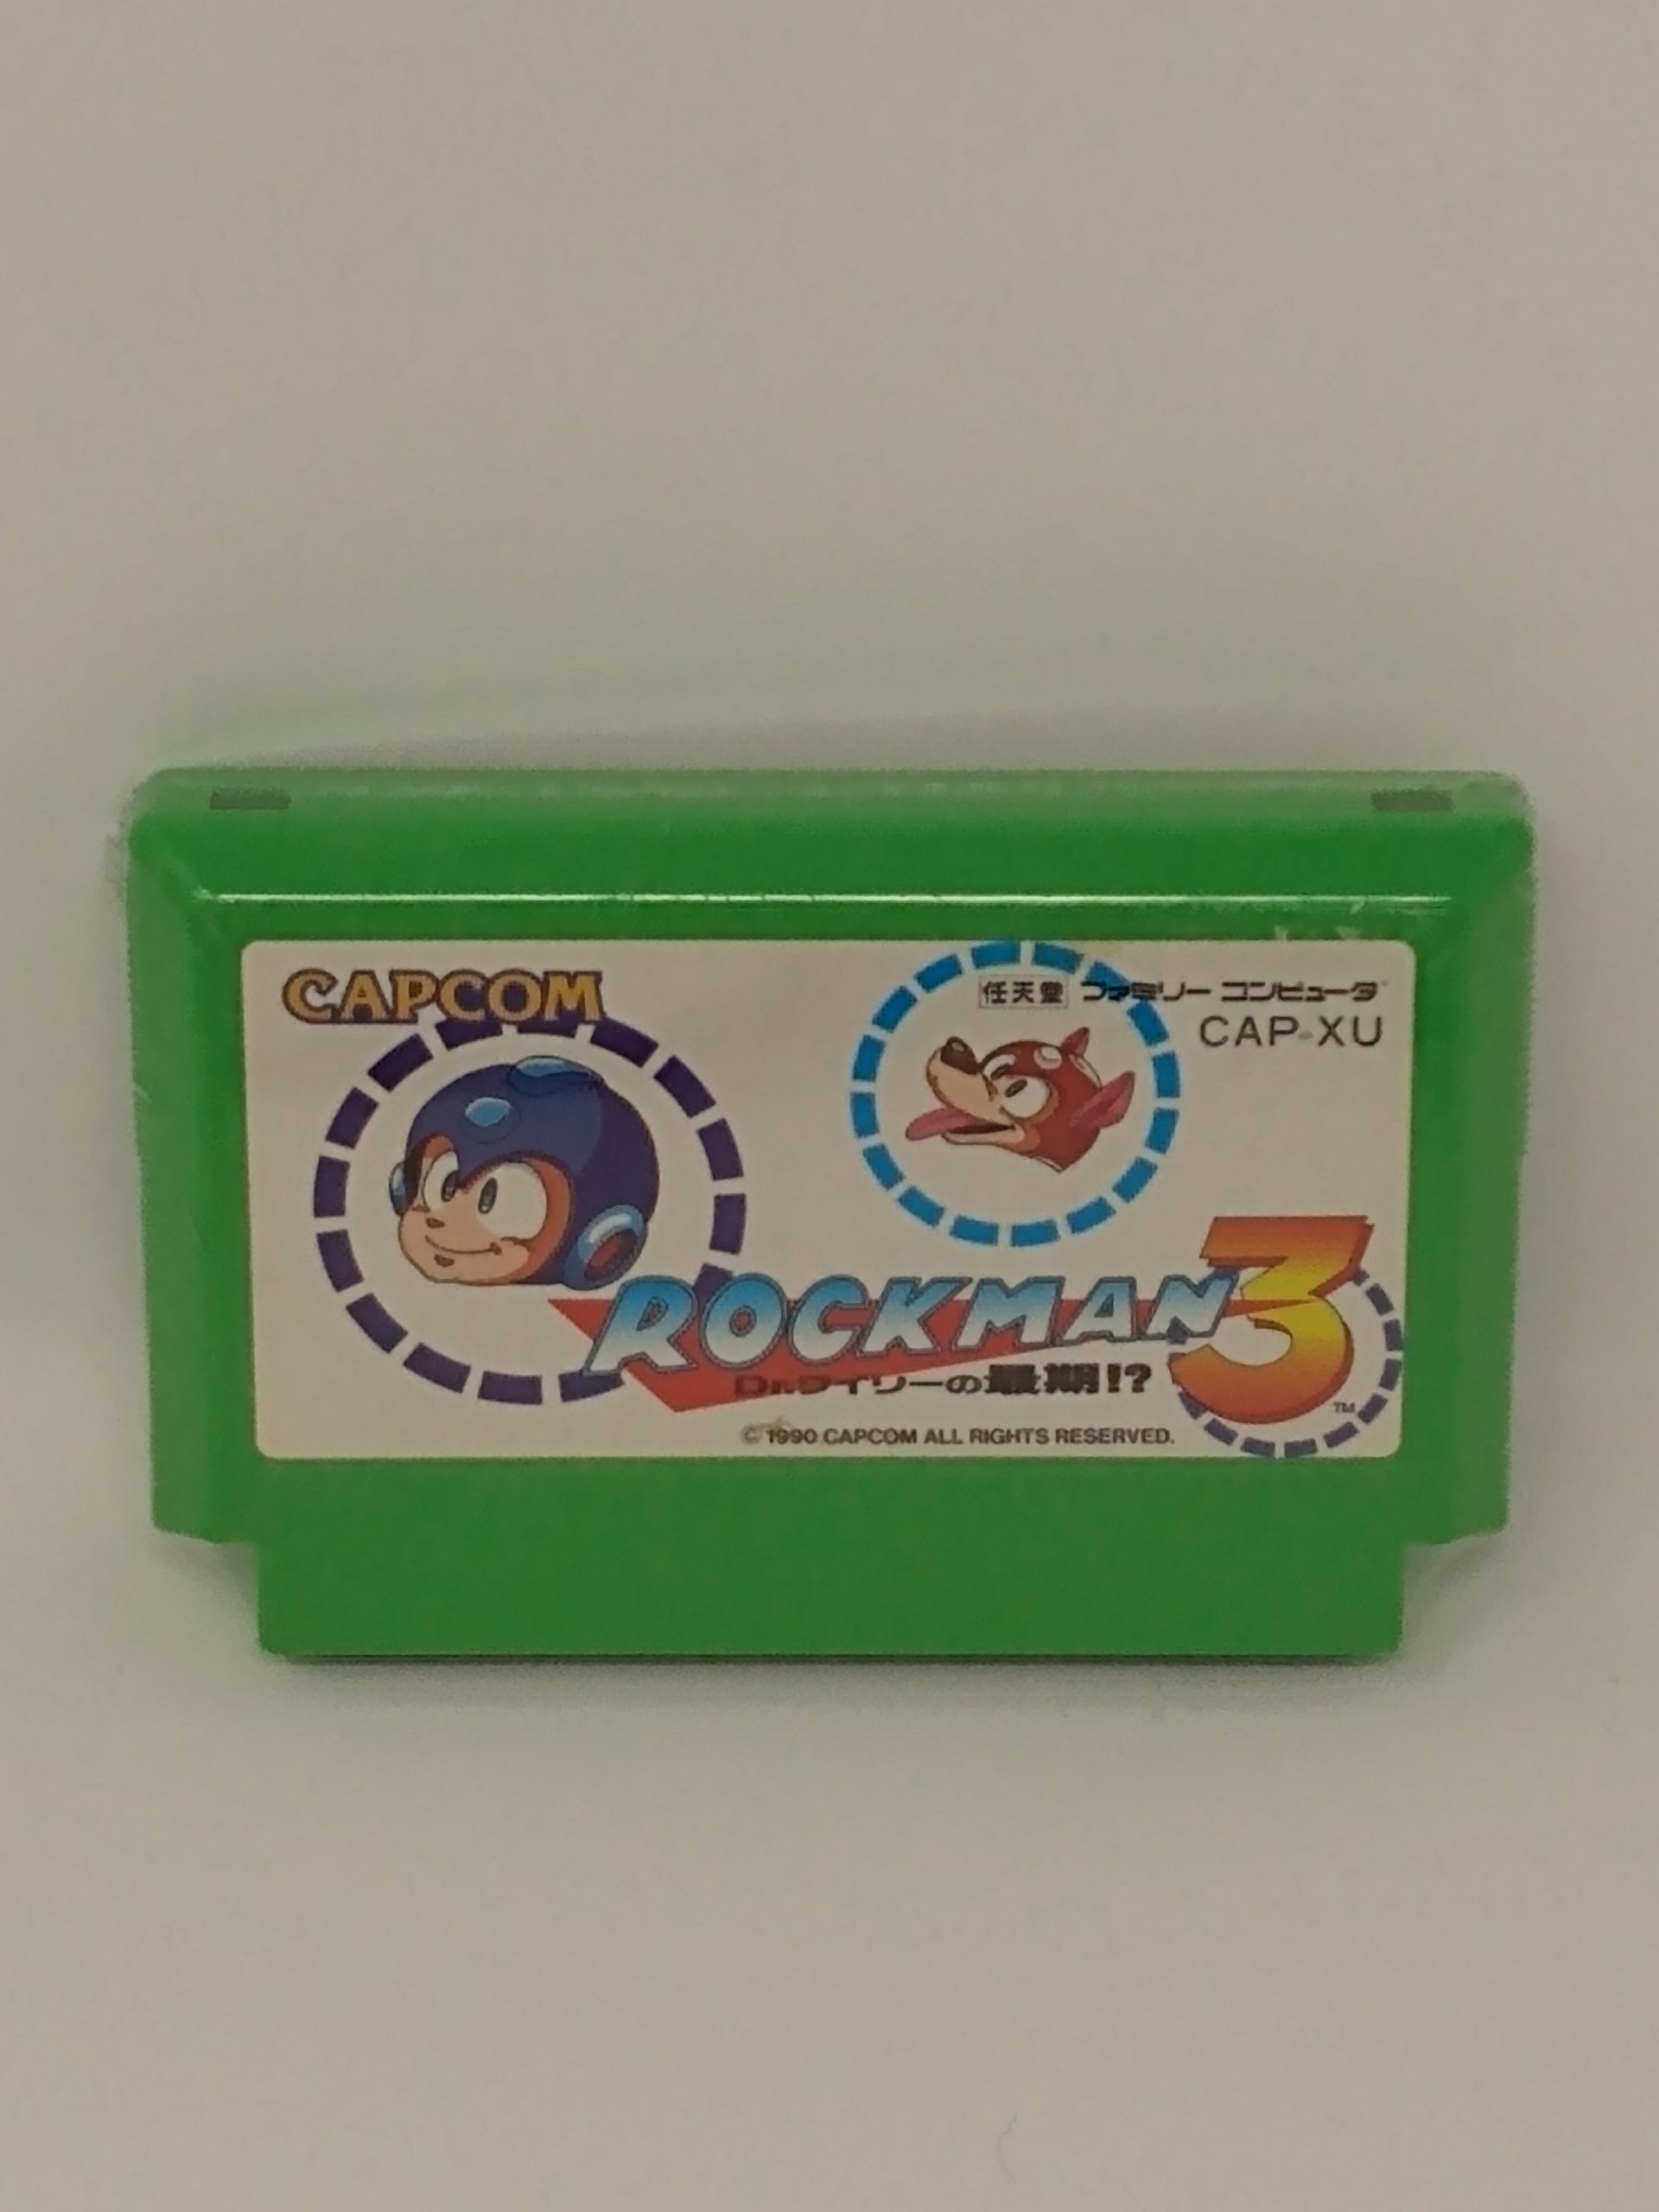 CAPCOM
任天堂 ファミリー コンピュータ
CAP-XU
ROCKMAN 3
Dr.ワイリーの最期!?
TM
© 1990 CAPCOM ALL RIGHTS RESERVED.